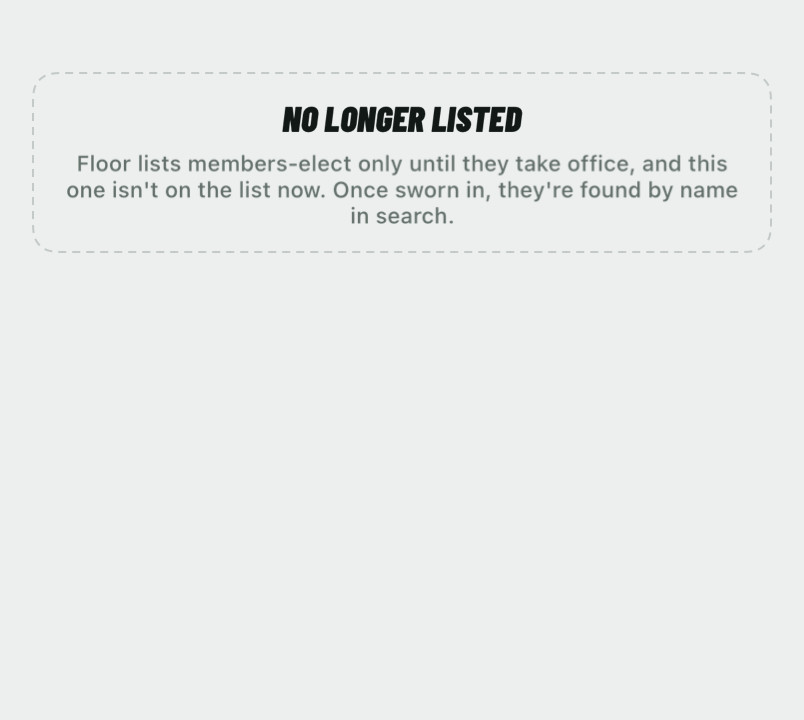 NO LONGER LISTED
Floor lists members-elect only until they take office, and this
one isn't on the list now. Once sworn in, they're found by name
in search.